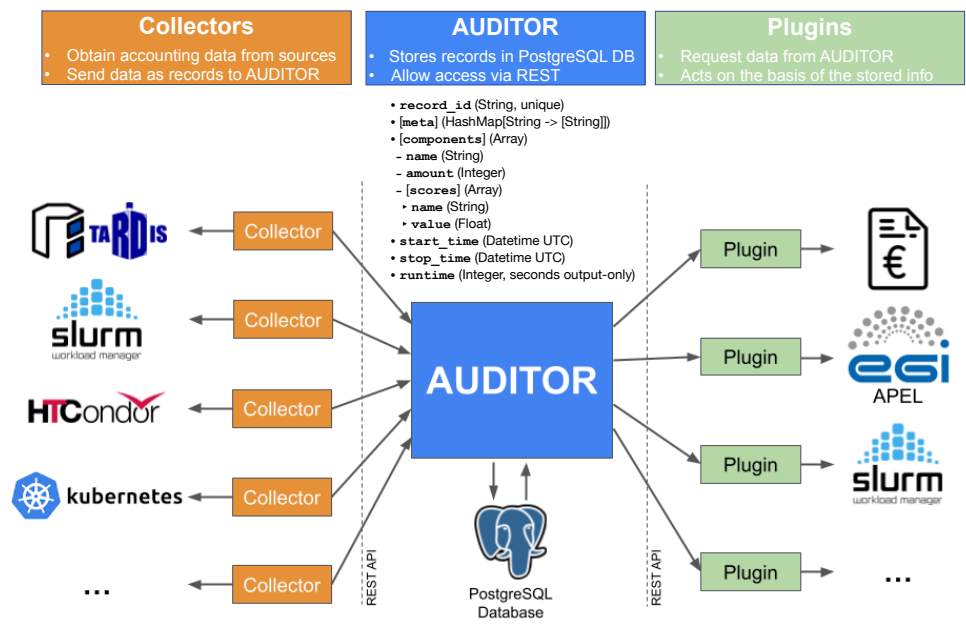 Collectors
• Obtain accounting data from sources
• Send data as records to AUDITOR
AUDITOR
• Stores records in PostgreSQL DB
• Allow access via REST
Plugins
• Request data from AUDITOR
• Acts on the basis of the stored info
• record_id (String, unique)
• [meta] (HashMap[String -> [String]])
• [components] (Array)
– name (String)
– amount (Integer)
– [scores] (Array)
‣ name (String)
‣ value (Float)
• start_time (Datetime UTC)
• stop_time (Datetime UTC)
• runtime (Integer, seconds output-only)
TARDIS
Collector
slurm
workload manager
Collector
HTCondor
Collector
kubernetes
Collector
...
Collector
REST API
AUDITOR
PostgreSQL
Database
REST API
Plugin
€
Plugin
egi
APEL
Plugin
slurm
workload manager
Plugin
...